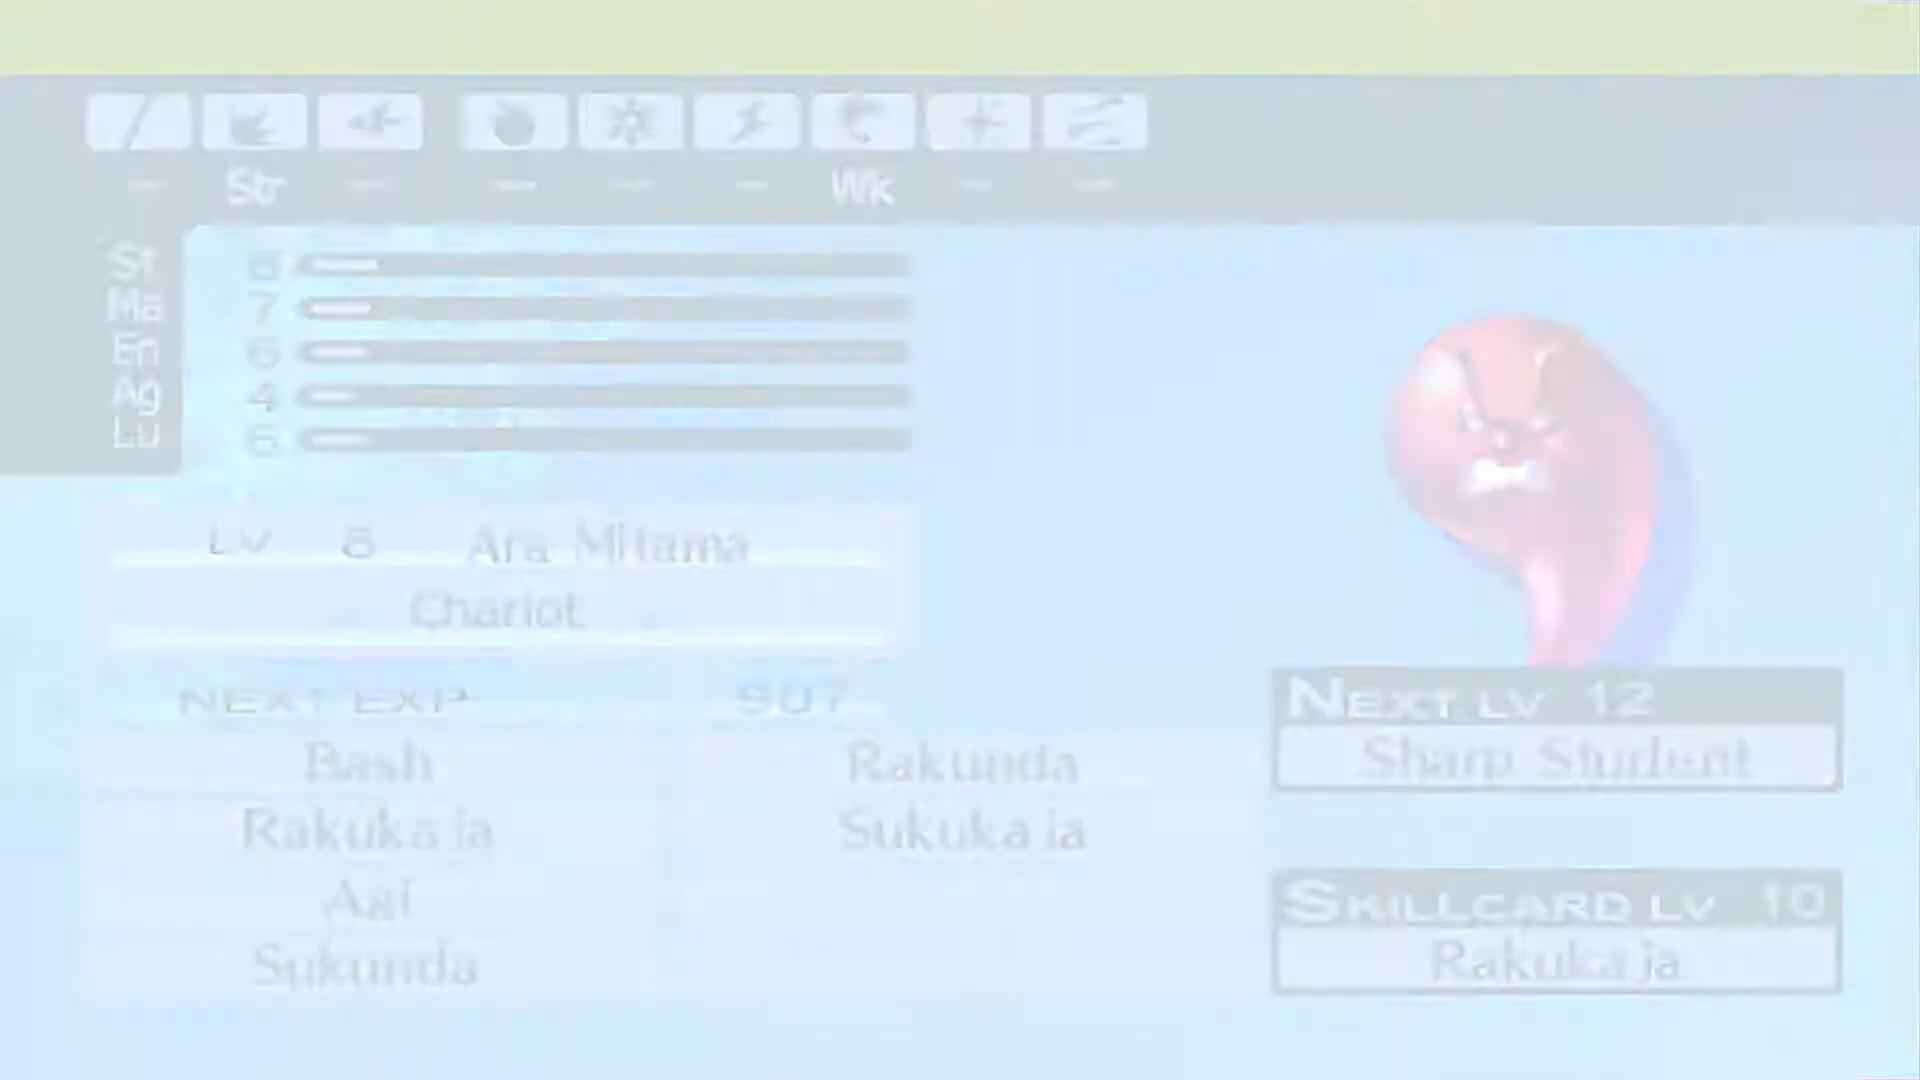 Str Wk
St 8
Ma 7
En 6
Ag 4
Lu 6
Lv 8 Ara Mitama
Chariot
NEXT EXP 907
Bash Rakunda
Rakukaja Sukukaja
Agi
Sukunda
NEXT LV 12
Sharp Student
SKILLCARD LV 10
Rakukaja